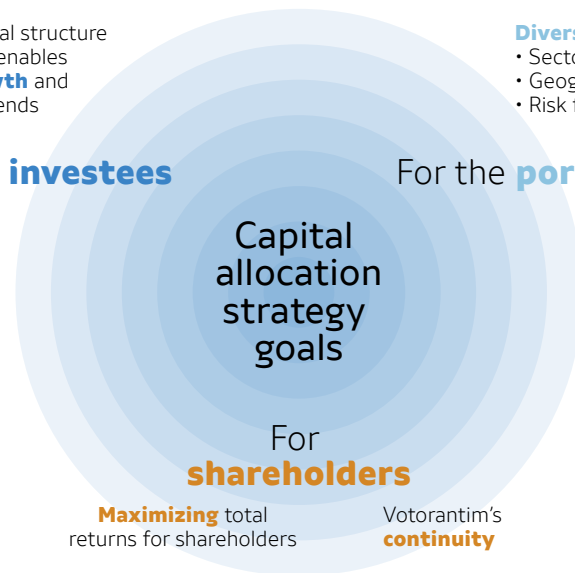 al structure
enables
th and
ends
investees
Divers
• Secto
• Geog
• Risk f
For the por
Capital
allocation
strategy
goals
For
shareholders
Maximizing total
returns for shareholders
Votorantim's
continuity